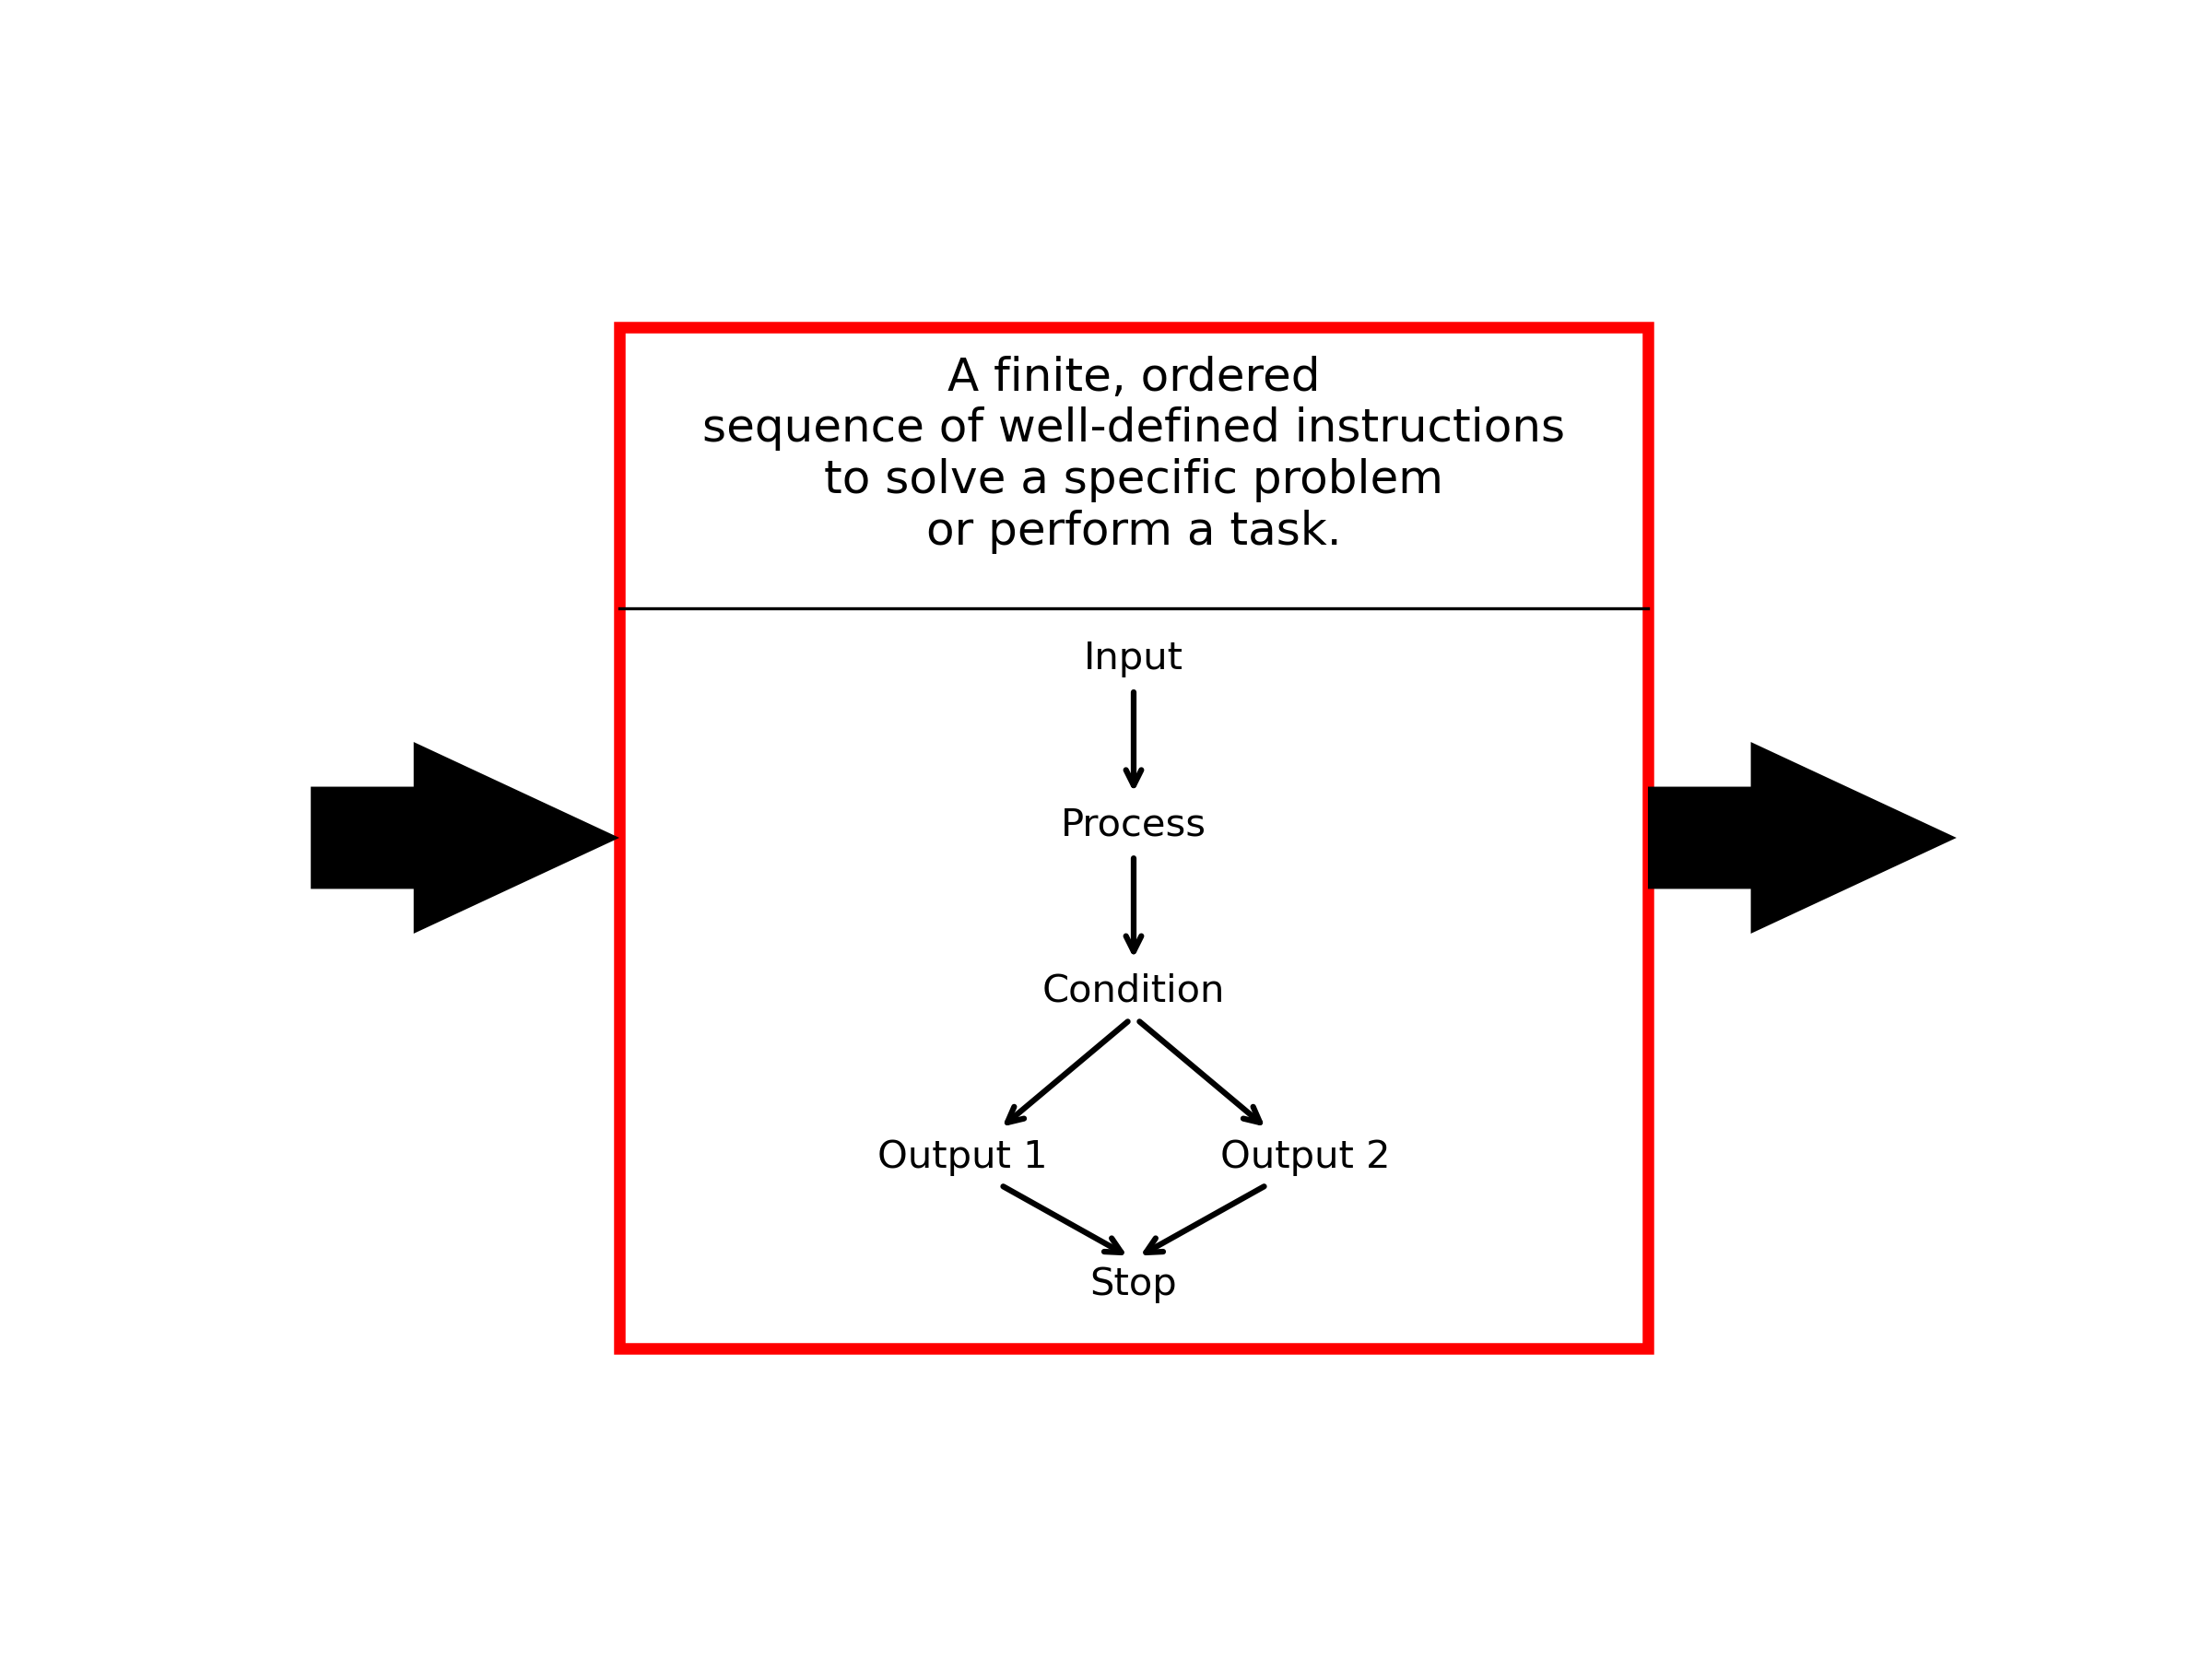 A finite, ordered
sequence of well-defined instructions
to solve a specific problem
or perform a task.
Input
Process
Condition
Output 1
Output 2
Stop